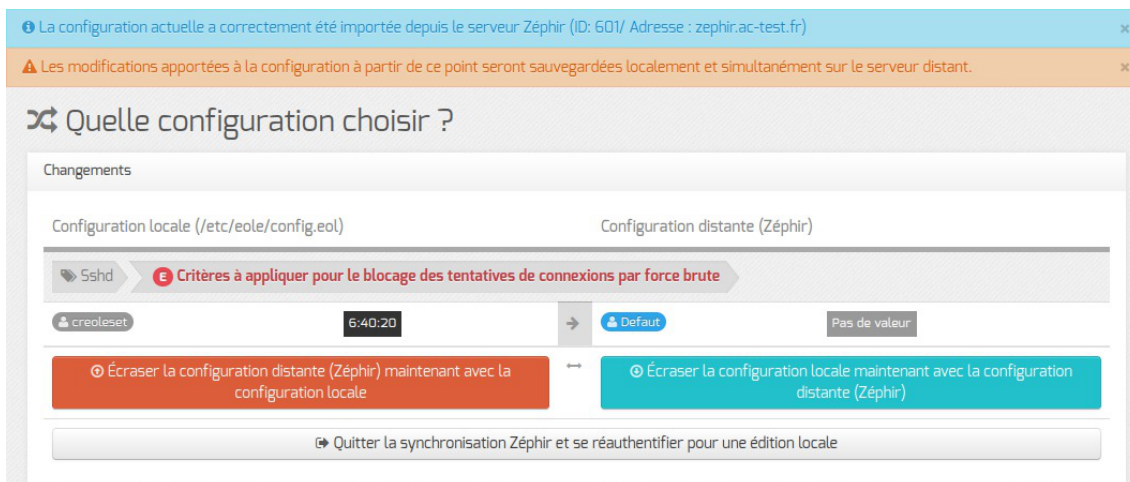 La configuration actuelle a correctement été importée depuis le serveur Zéphir (ID: 601/ Adresse : zephir.ac-test.fr)
Les modifications apportées à la configuration à partir de ce point seront sauvegardées localement et simultanément sur le serveur distant.
Quelle configuration choisir ?
Changements
Configuration locale (/etc/eole/config.eol) Configuration distante (Zéphir)
Sshd E Critères à appliquer pour le blocage des tentatives de connexions par force brute
creoleset 6:40:20 Defaut Pas de valeur
Écraser la configuration distante (Zéphir) maintenant avec la
configuration locale
Écraser la configuration locale maintenant avec la configuration
distante (Zéphir)
Quitter la synchronisation Zéphir et se réauthentifier pour une édition locale